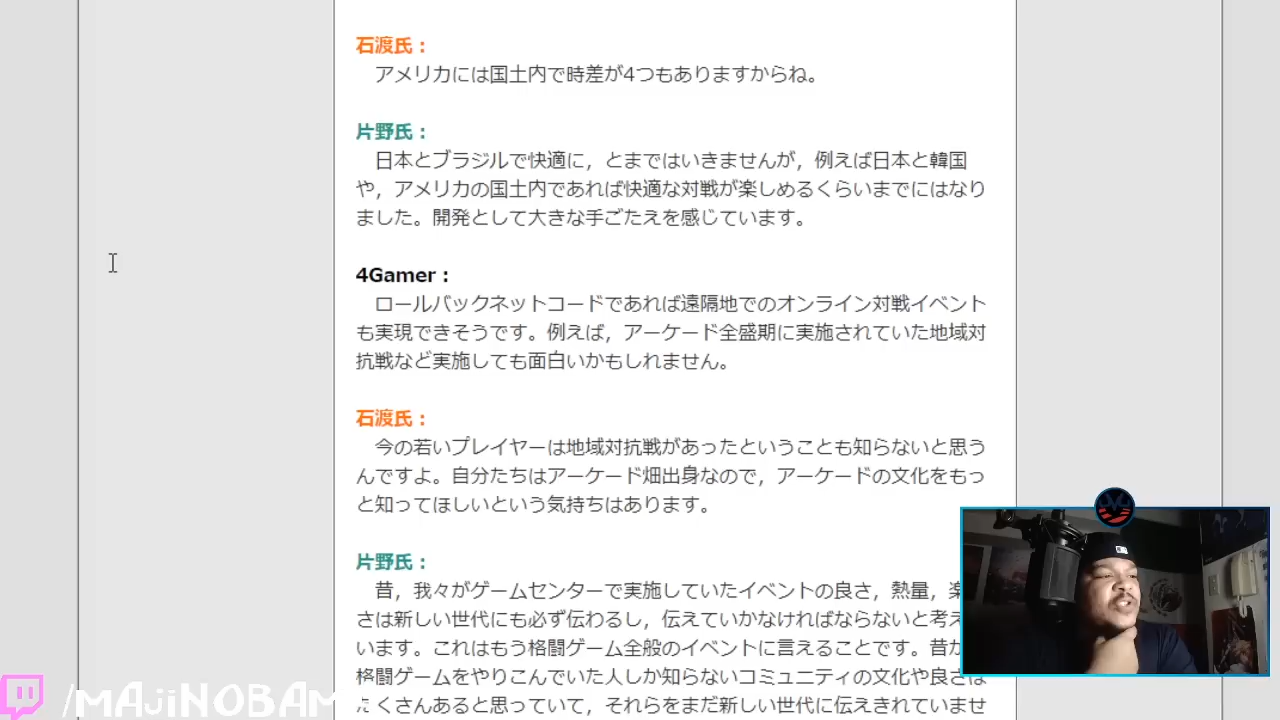 石渡氏：
アメリカには国土内で時差が4つもありますからね。
片野氏：
日本とブラジルで快適に，とまではいきませんが，例えば日本と韓国
や，アメリカの国土内であれば快適な対戦が楽しめるくらいまでにはなり
ました。開発として大きな手ごたえを感じています。
4Gamer：
ロールバックネットコードであれば遠隔地でのオンライン対戦イベント
も実現できそうです。例えば，アーケード全盛期に実施されていた地域対
抗戦など実施しても面白いかもしれません。
石渡氏：
今の若いプレイヤーは地域対抗戦があったということも知らないと思う
んですよ。自分たちはアーケード畑出身なので，アーケードの文化をもっ
と知ってほしいという気持ちはあります。
片野氏：
昔，我々がゲームセンターで実施していたイベントの良さ，熱量，楽
さは新しい世代にも必ず伝わるし，伝えていかなければならないと考え
います。これはもう格闘ゲーム全般のイベントに言えることです。昔か
格闘ゲームをやりこんでいた人しか知らないコミュニティの文化や良さは
たくさんあると思っていて，それらをまだ新しい世代に伝えきれていませ
/MAJiNOBAM